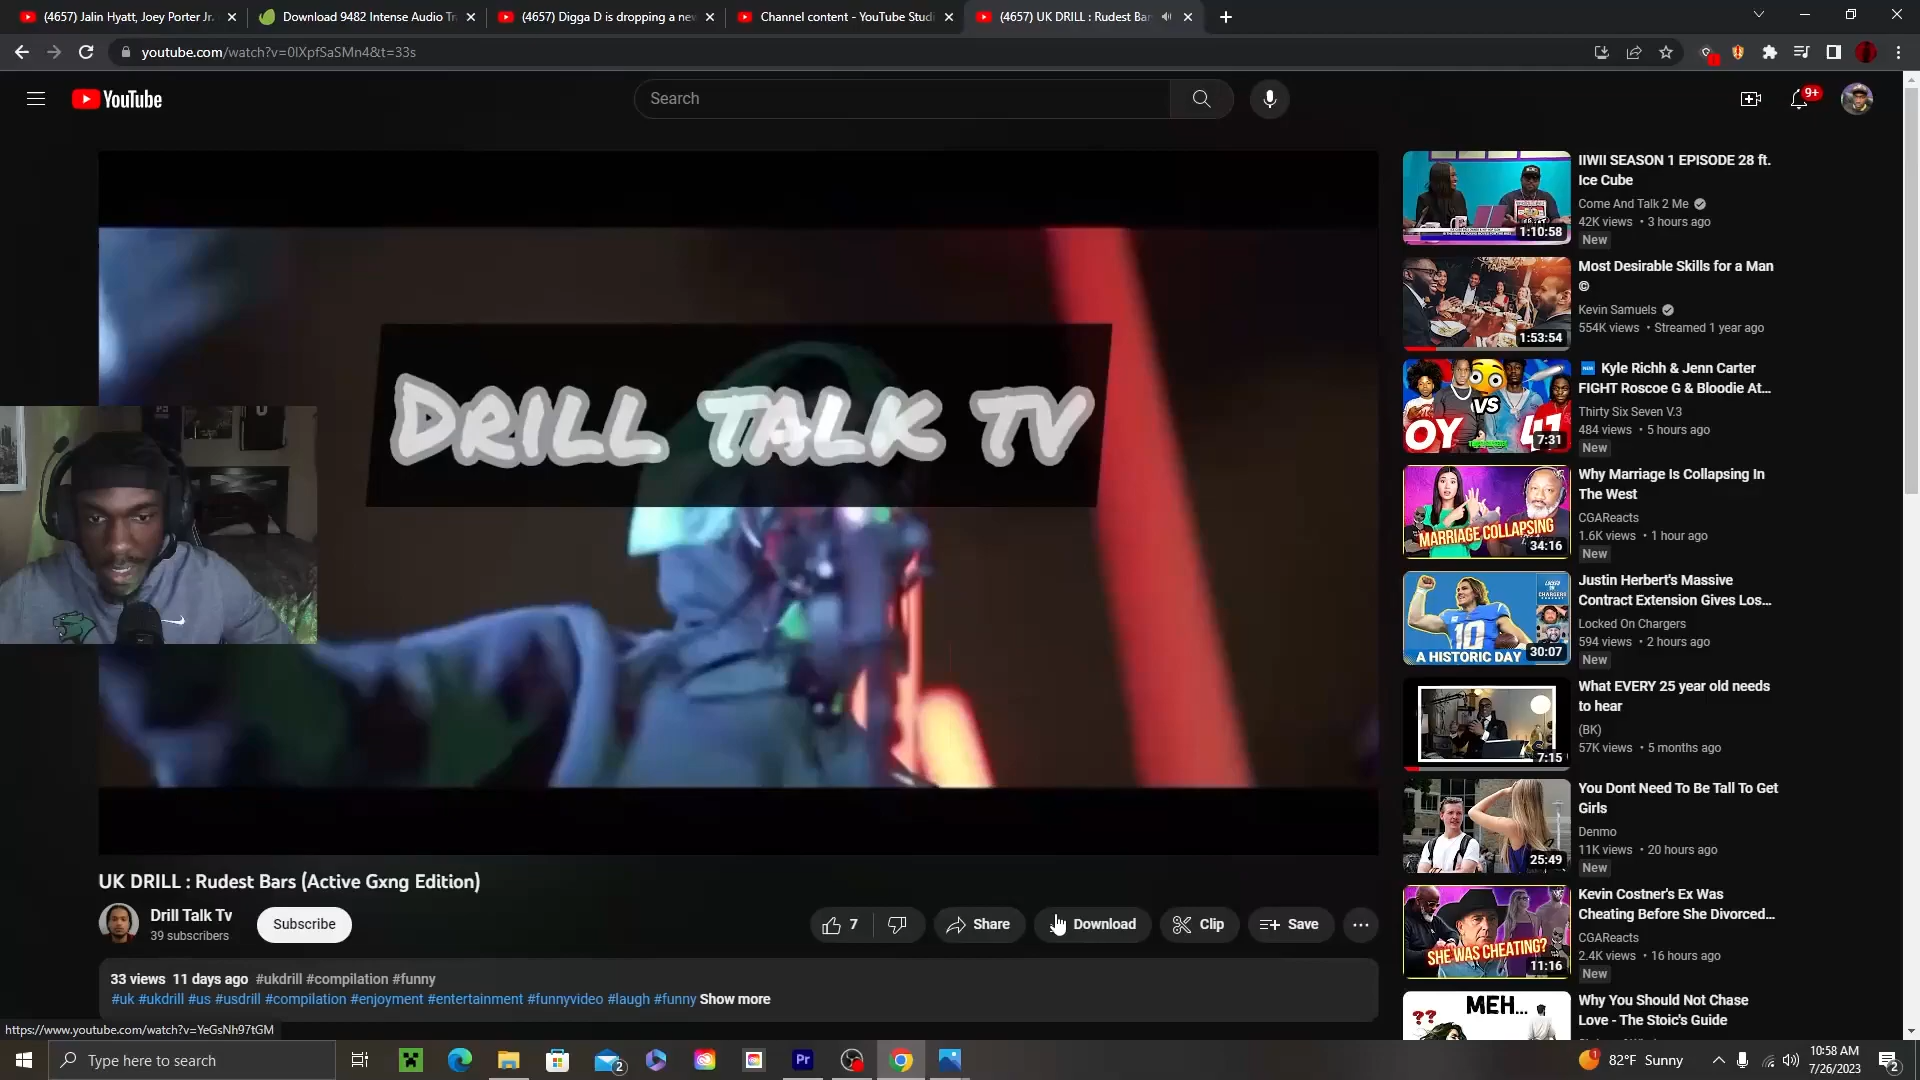 (4657) Jalin Hyatt, Joey Porter Jr.
Download 9482 Intense Audio Tr
(4657) Digga D is dropping a new
Channel content - YouTube Studi
(4657) UK DRILL : Rudest Bars
youtube.com/watch?v=0IXpfSaSMn4&t=33s
YouTube
Search
9+
DRILL TALK TV
UK DRILL : Rudest Bars (Active Gxng Edition)
Drill Talk Tv
39 subscribers
Subscribe
7
Share
Download
Clip
Save
33 views 11 days ago #ukdrill #compilation #funny
#uk #ukdrill #us #usdrill #compilation #enjoyment #entertainment #funnyvideo #laugh #funny Show more
https://www.youtube.com/watch?v=YeGsNh97tGM
1:10:58
IIWII SEASON 1 EPISODE 28 ft.
Ice Cube
Come And Talk 2 Me
42K views • 3 hours ago
New
1:53:54
Most Desirable Skills for a Man
©
Kevin Samuels
554K views • Streamed 1 year ago
VS
OY
41
7:31
NEW Kyle Richh & Jenn Carter
FIGHT Roscoe G & Bloodie At...
Thirty Six Seven V.3
484 views • 5 hours ago
New
MARRIAGE COLLAPSING
34:16
Why Marriage Is Collapsing In
The West
CGAReacts
1.6K views • 1 hour ago
New
LOCKED ON
CHARGERS
10
A HISTORIC DAY
30:07
Justin Herbert's Massive
Contract Extension Gives Los...
Locked On Chargers
594 views • 2 hours ago
New
7:15
What EVERY 25 year old needs
to hear
(BK)
57K views • 5 months ago
25:49
You Dont Need To Be Tall To Get
Girls
Denmo
11K views • 20 hours ago
New
SHE WAS CHEATING?
11:16
Kevin Costner's Ex Was
Cheating Before She Divorced...
CGAReacts
2.4K views • 16 hours ago
New
??
MEH...
Why You Should Not Chase
Love - The Stoic's Guide
Type here to search
2
Pr
1
82°F Sunny
10:58 AM
7/26/2023
2